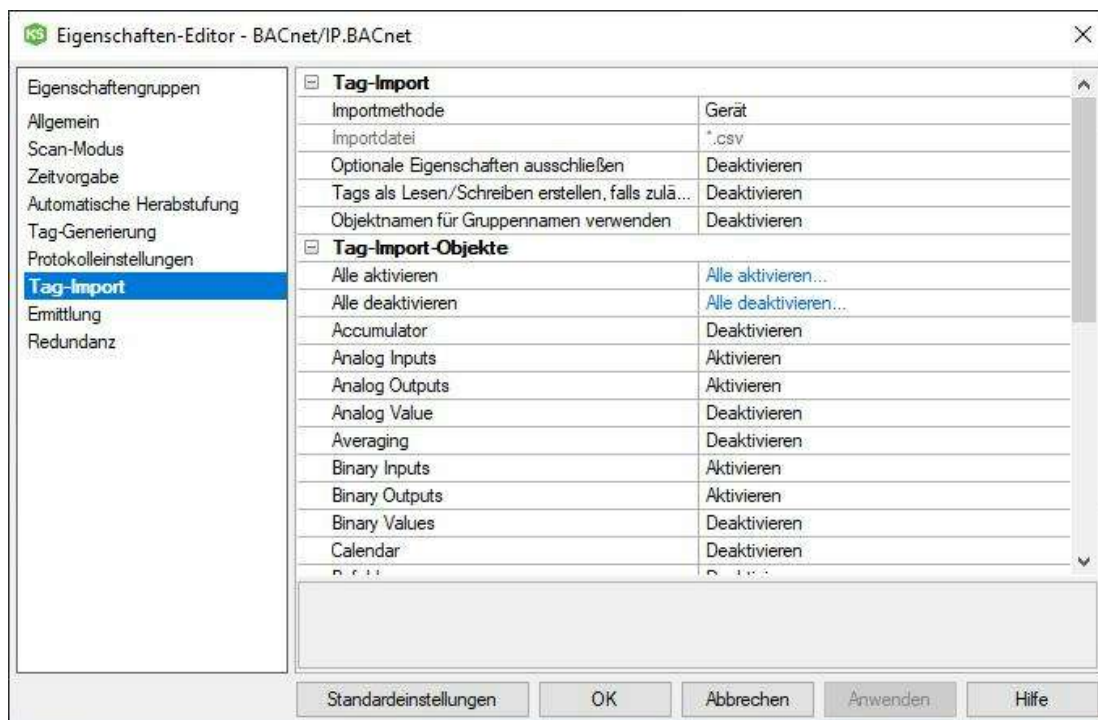 KS Eigenschaften-Editor - BACnet/IP.BACnet
Eigenschaftengruppen
Allgemein
Scan-Modus
Zeitvorgabe
Automatische Herabstufung
Tag-Generierung
Protokolleinstellungen
Tag-Import
Ermittlung
Redundanz
Tag-Import
Importmethode Gerät
Importdatei *.csv
Optionale Eigenschaften ausschließen Deaktivieren
Tags als Lesen/Schreiben erstellen, falls zulä... Deaktivieren
Objektnamen für Gruppennamen verwenden Deaktivieren
Tag-Import-Objekte
Alle aktivieren Alle aktivieren...
Alle deaktivieren Alle deaktivieren...
Accumulator Deaktivieren
Analog Inputs Aktivieren
Analog Outputs Aktivieren
Analog Value Deaktivieren
Averaging Deaktivieren
Binary Inputs Aktivieren
Binary Outputs Aktivieren
Binary Values Deaktivieren
Calendar Deaktivieren
Standardeinstellungen OK Abbrechen Anwenden Hilfe